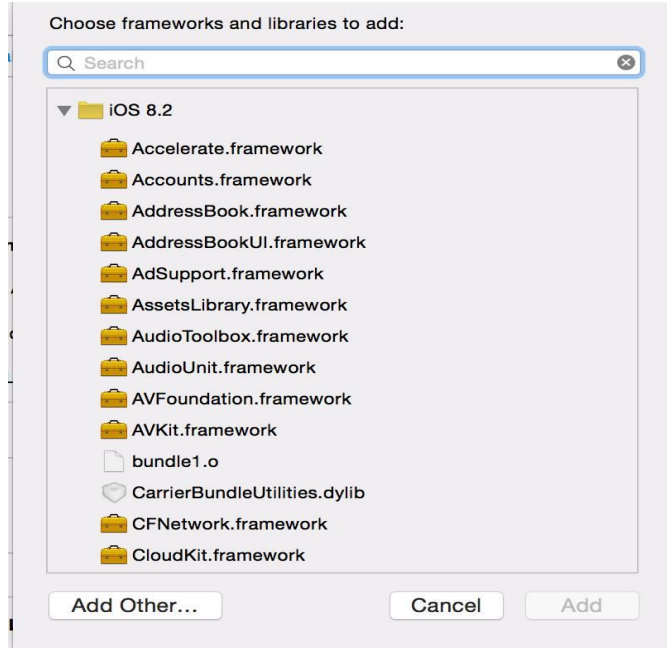 Choose frameworks and libraries to add:
Search
iOS 8.2
Accelerate.framework
Accounts.framework
AddressBook.framework
AddressBookUI.framework
AdSupport.framework
AssetsLibrary.framework
AudioToolbox.framework
AudioUnit.framework
AVFoundation.framework
AVKit.framework
bundle1.o
CarrierBundleUtilities.dylib
CFNetwork.framework
CloudKit.framework
Add Other...
Cancel
Add